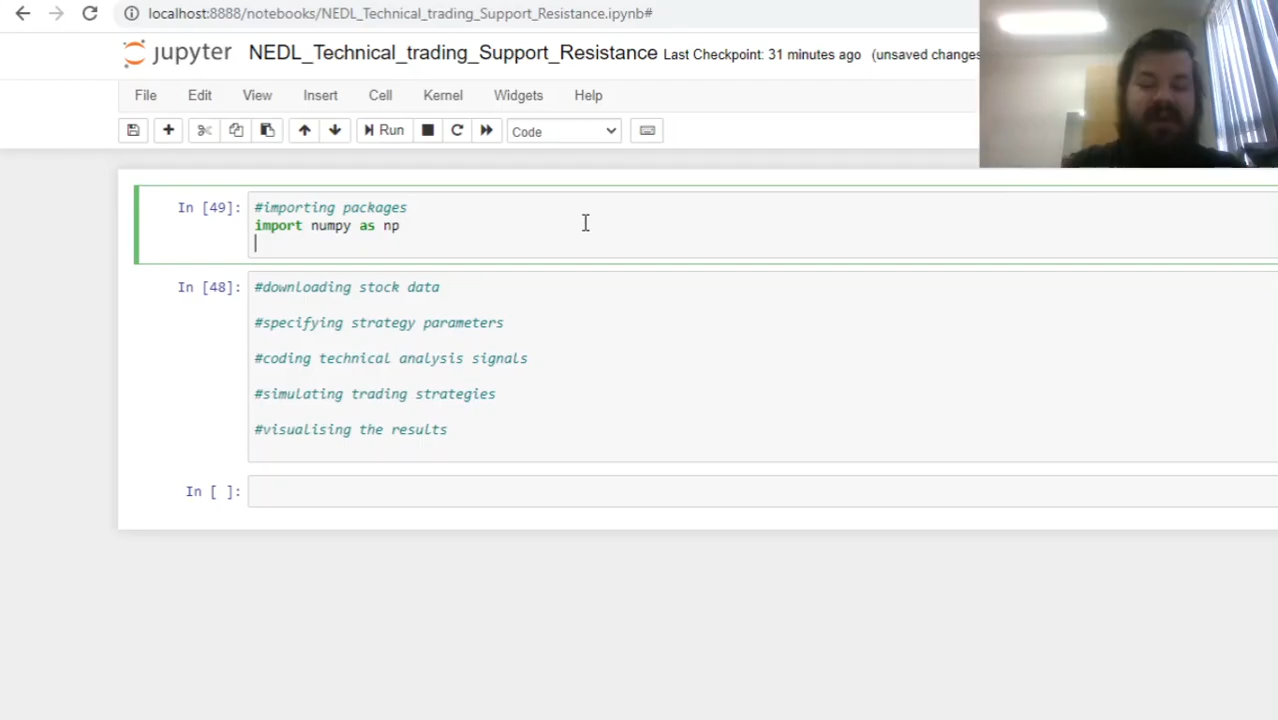 localhost:8888/notebooks/NEDL_Technical_trading_Support_Resistance.ipynb#
jupyter NEDL_Technical_trading_Support_Resistance Last Checkpoint: 31 minutes ago (unsaved changes
File Edit View Insert Cell Kernel Widgets Help
Run Code
In [49]: #importing packages
import numpy as np
In [48]: #downloading stock data
#specifying strategy parameters
#coding technical analysis signals
#simulating trading strategies
#visualising the results
In [ ]: